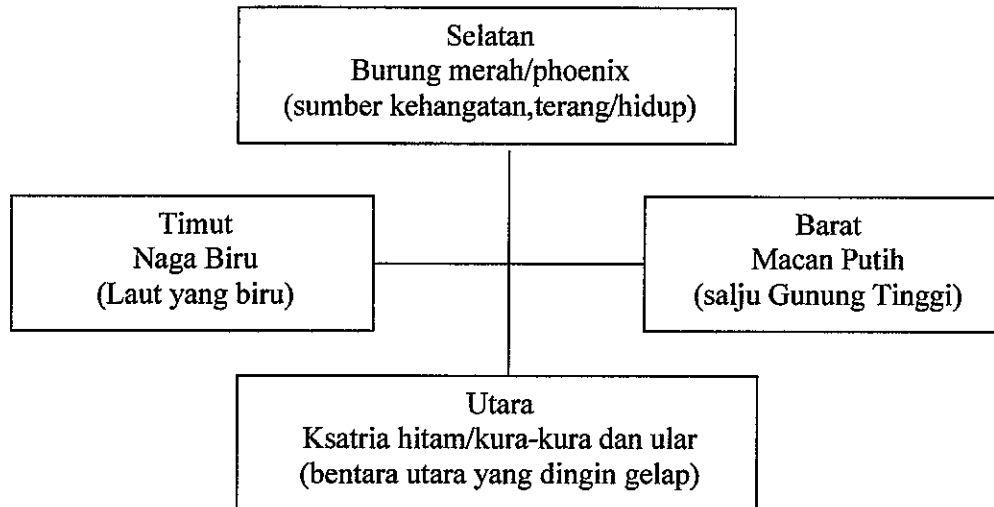 Selatan
Burung merah/phoenix
(sumber kehangatan,terang/hidup)
Timut
Naga Biru
(Laut yang biru)
Barat
Macan Putih
(salju Gunung Tinggi)
Utara
Ksatria hitam/kura-kura dan ular
(bentara utara yang dingin gelap)